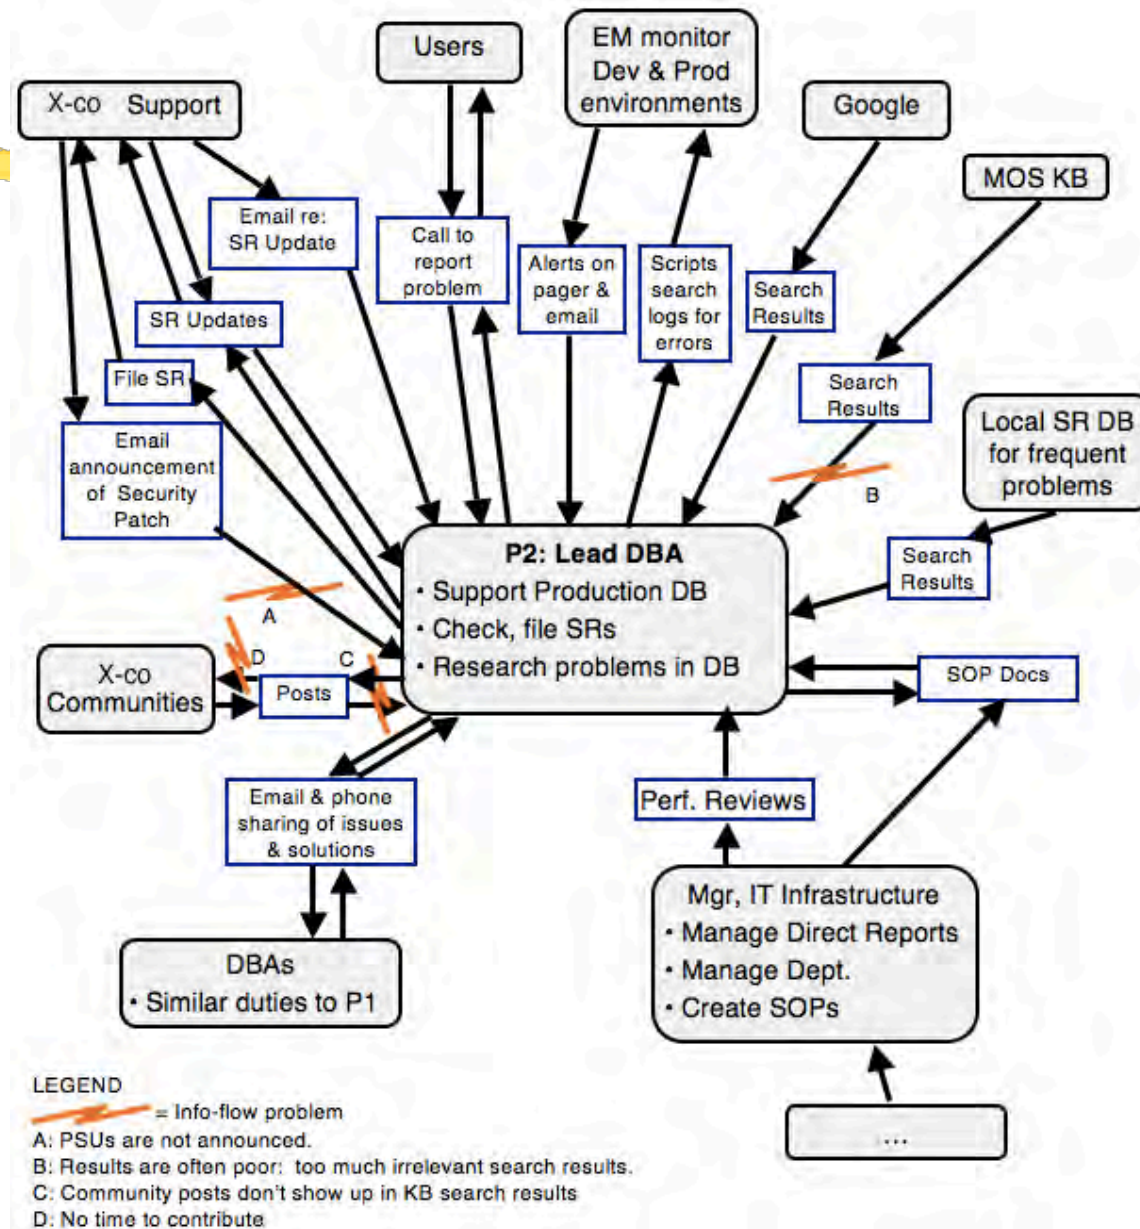 Users
EM monitor
Dev & Prod
environments
X-co Support
Google
MOS KB
Email re:
SR Update
Call to
report
problem
Alerts on
pager &
email
Scripts
search
logs for
errors
Search
Results
SR Updates
File SR
Search
Results
Email
announcement
of Security
Patch
Local SR DB
for frequent
problems
B
Search
Results
P2: Lead DBA
• Support Production DB
• Check, file SRs
• Research problems in DB
A
D
C
X-co
Communities
Posts
SOP Docs
Email & phone
sharing of issues
& solutions
Perf. Reviews
Mgr, IT Infrastructure
• Manage Direct Reports
• Manage Dept.
• Create SOPs
DBAs
• Similar duties to P1
...
LEGEND
= Info-flow problem
A: PSUs are not announced.
B: Results are often poor: too much irrelevant search results.
C: Community posts don't show up in KB search results
D: No time to contribute